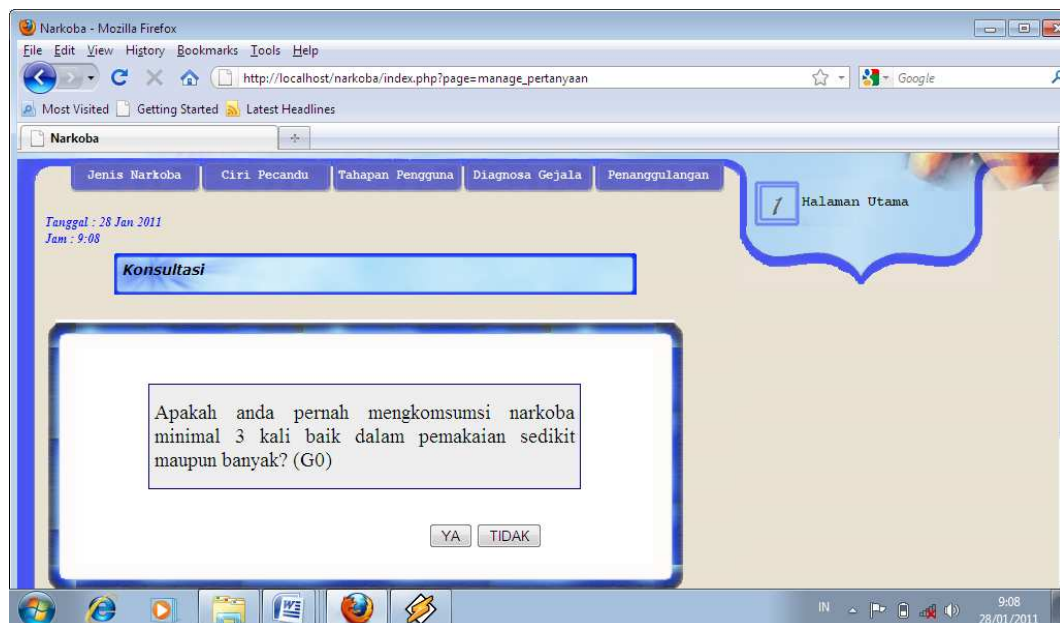 Narkoba - Mozilla Firefox
File Edit View History Bookmarks Tools Help
http://localhost/narkoba/index.php?page=manage_pertanyaan
Google
Most Visited Getting Started Latest Headlines
Narkoba
Jenis Narkoba Ciri Pecandu Tahapan Pengguna Diagnosa Gejala Penanggulangan
1 Halaman Utama
Tanggal : 28 Jan 2011
Jam : 9:08
Konsultasi
Apakah anda pernah mengkomsumsi narkoba
minimal 3 kali baik dalam pemakaian sedikit
maupun banyak? (G0)
YA TIDAK
IN 9:08
28/01/2011